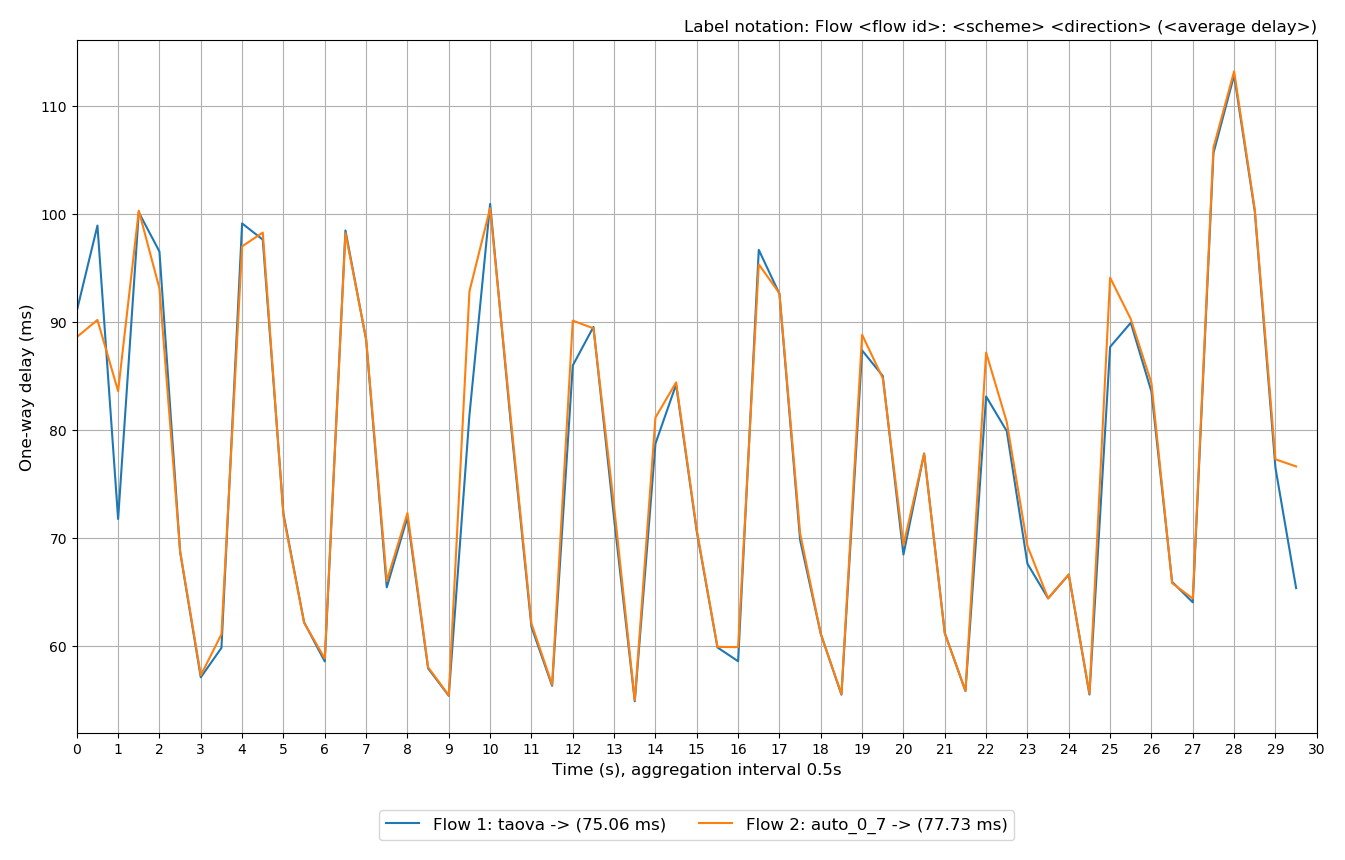 Label notation: Flow <flow id>: <scheme> <direction> (<average delay>)
110
100
90
80
70
60
One-way delay (ms)
0 1 2 3 4 5 6 7 8 9 10 11 12 13 14 15 16 17 18 19 20 21 22 23 24 25 26 27 28 29 30
Time (s), aggregation interval 0.5s
Flow 1: taova -> (75.06 ms) Flow 2: auto_0_7 -> (77.73 ms)